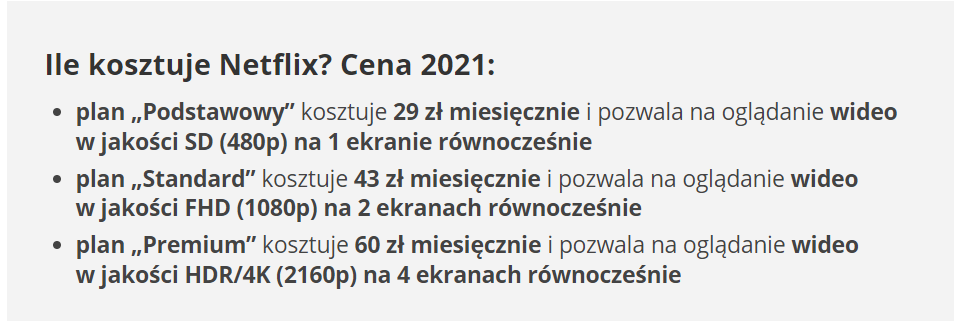 Ile kosztuje Netflix? Cena 2021:
• plan „Podstawowy” kosztuje 29 zł miesięcznie i pozwala na oglądanie wideo
w jakości SD (480p) na 1 ekranie równocześnie
• plan „Standard” kosztuje 43 zł miesięcznie i pozwala na oglądanie wideo
w jakości FHD (1080p) na 2 ekranach równocześnie
• plan „Premium” kosztuje 60 zł miesięcznie i pozwala na oglądanie wideo
w jakości HDR/4K (2160p) na 4 ekranach równocześnie